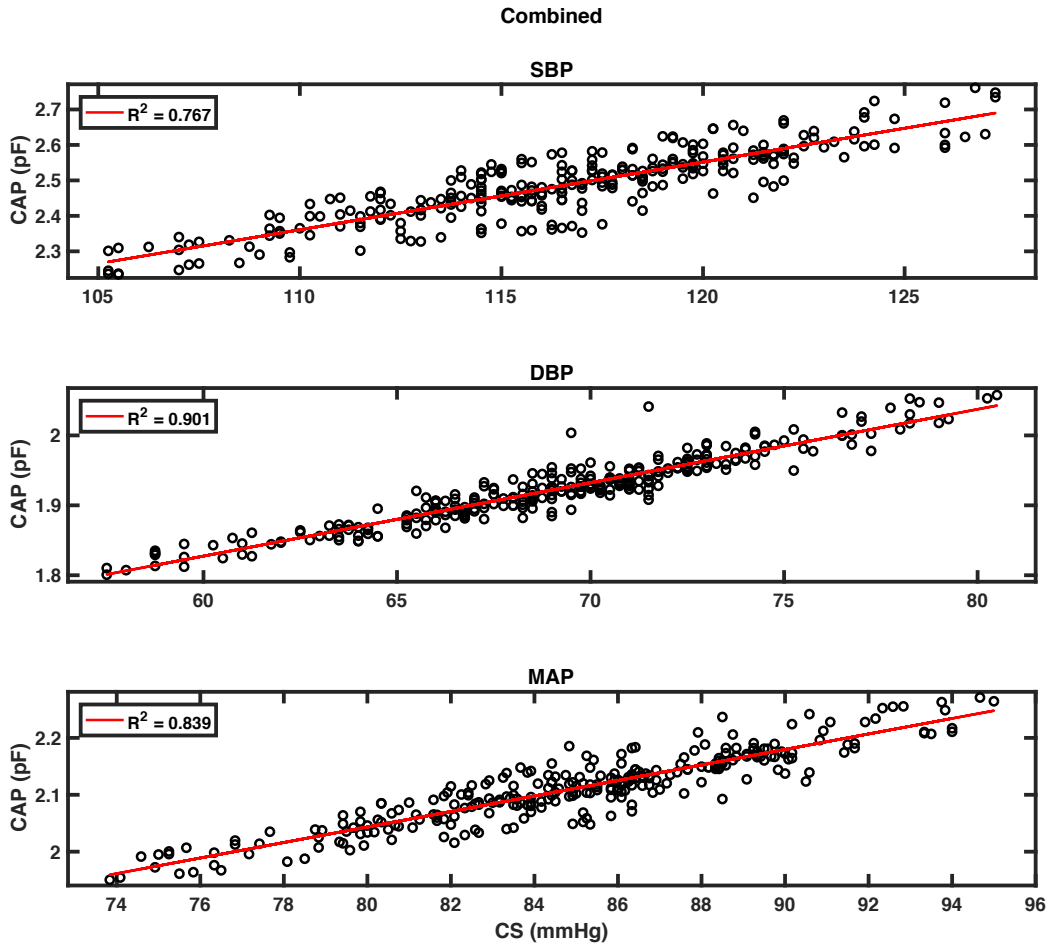 Combined
SBP
R² = 0.767
CAP (pF)
2.7
2.6
2.5
2.4
2.3
105 110 115 120 125
DBP
R² = 0.901
CAP (pF)
2
1.9
1.8
60 65 70 75 80
MAP
R² = 0.839
CAP (pF)
2.2
2.1
2
74 76 78 80 82 84 86 88 90 92 94 96
CS (mmHg)